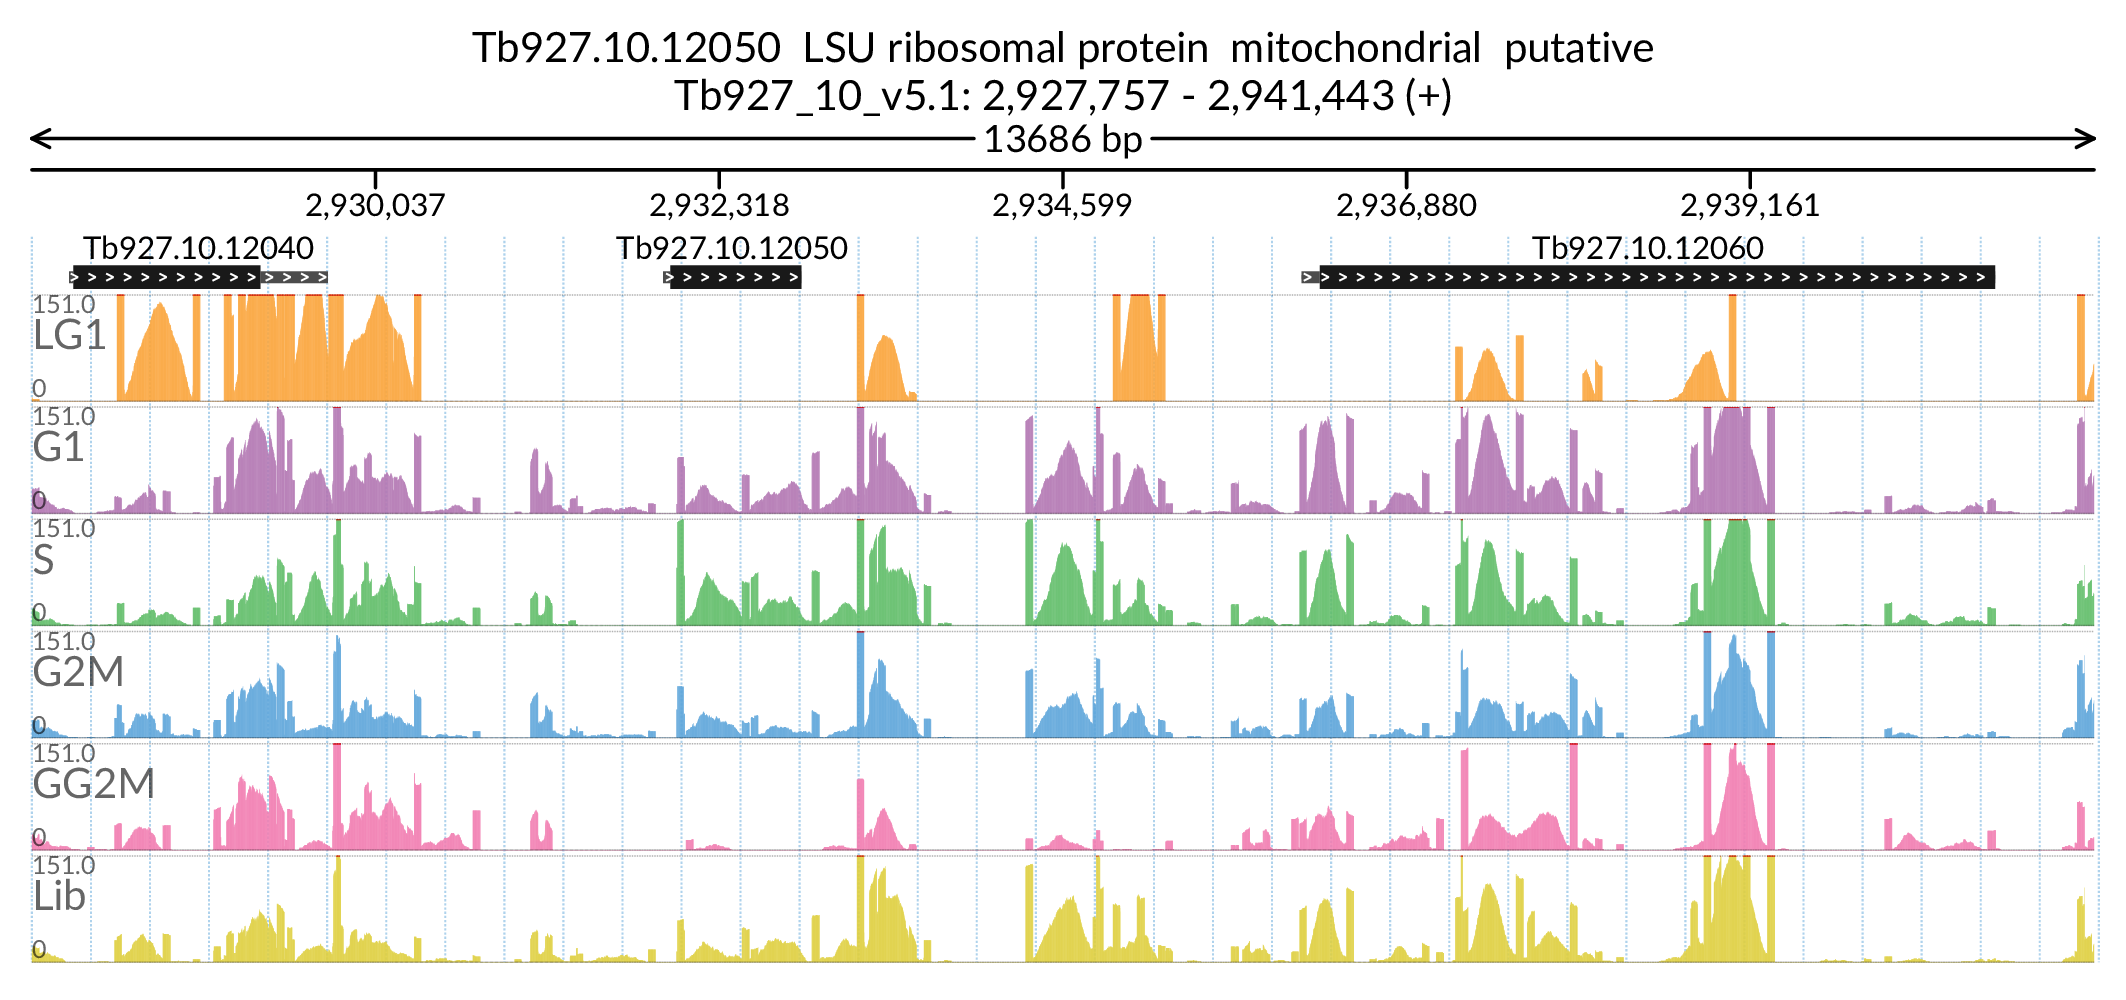 Tb927.10.12050 LSU ribosomal protein mitochondrial putative
Tb927_10_v5.1: 2,927,757 - 2,941,443 (+)
13686 bp
2,930,037 2,932,318 2,934,599 2,936,880 2,939,161
Tb927.10.12040 Tb927.10.12050 Tb927.10.12060
151.0
LG1
0
151.0
G1
0
151.0
S
0
151.0
G2M
0
151.0
GG2M
0
151.0
Lib
0